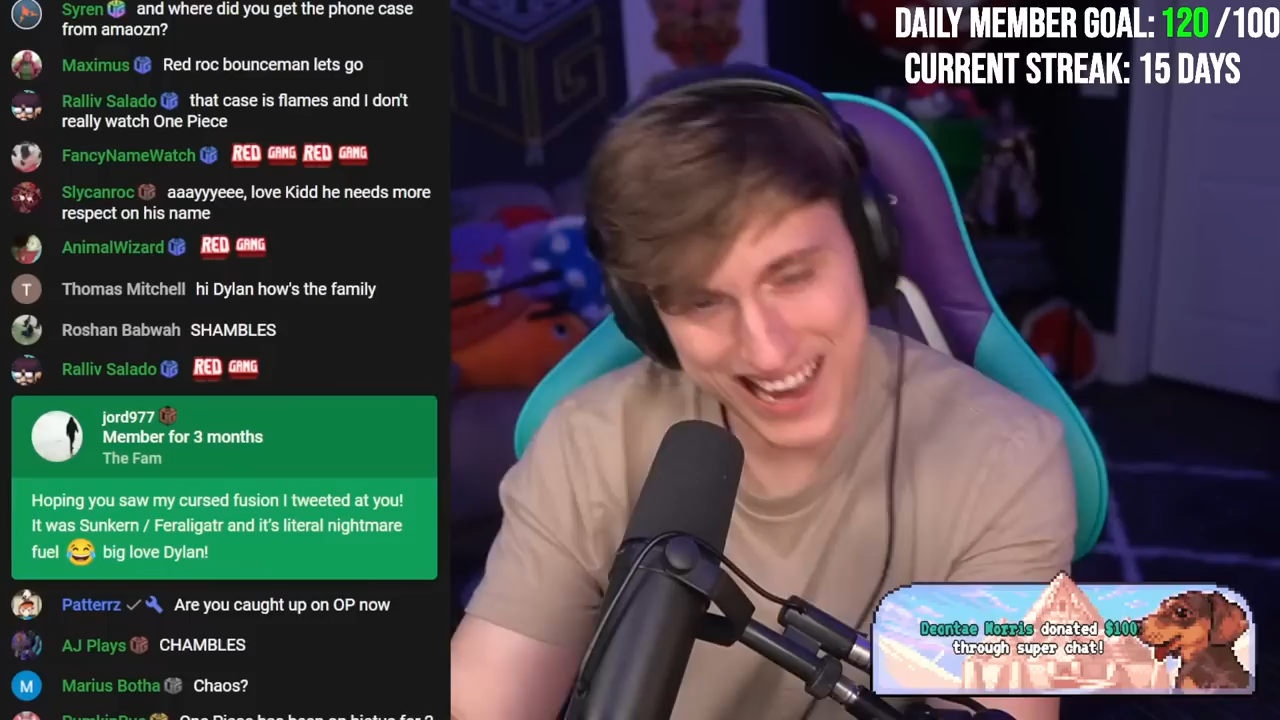 Syren and where did you get the phone case
from amaozn?
Maximus Red roc bounceman lets go
Ralliv Salado that case is flames and I don't
really watch One Piece
FancyNameWatch RED GANG RED GANG
Slycanroc aaayyyeee, love Kidd he needs more
respect on his name
AnimalWizard RED GANG
T Thomas Mitchell hi Dylan how's the family
Roshan Babwah SHAMBLES
Ralliv Salado RED GANG
jord977
Member for 3 months
The Fam
Hoping you saw my cursed fusion I tweeted at you!
It was Sunkern / Feraligatr and it's literal nightmare
fuel 😂 big love Dylan!
Patterrz Are you caught up on OP now
AJ Plays CHAMBLES
M Marius Botha Chaos?
DAILY MEMBER GOAL: 120 /100
CURRENT STREAK: 15 DAYS
Deontae Morris donated $100
through super chat!